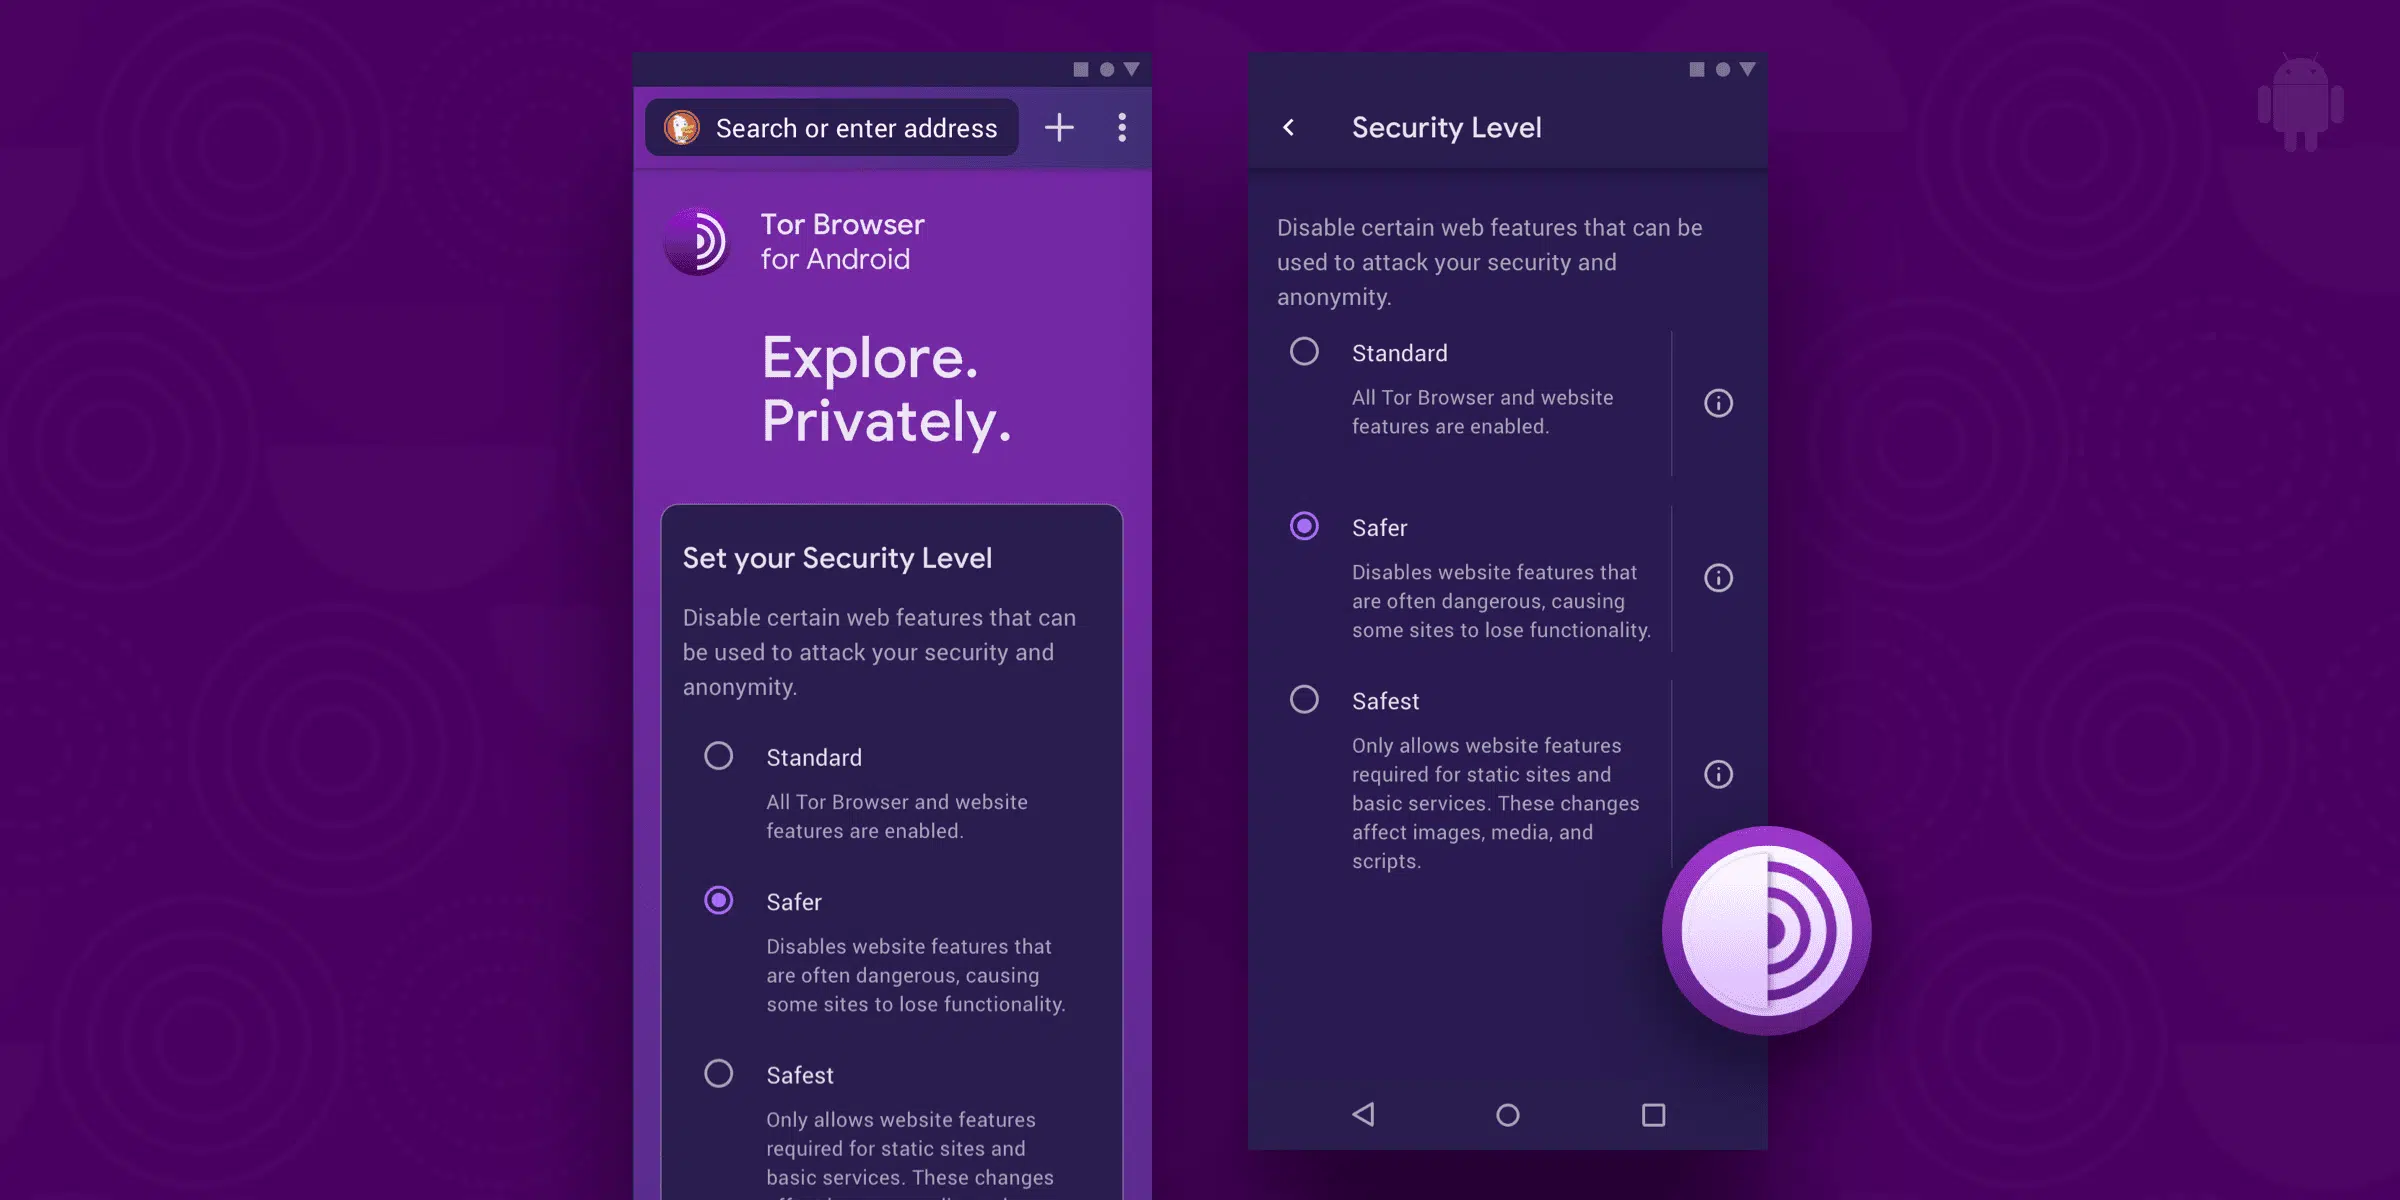 Search or enter address
Tor Browser
for Android
Explore.
Privately.
Set your Security Level
Disable certain web features that can
be used to attack your security and
anonymity.
Standard
All Tor Browser and website
features are enabled.
Safer
Disables website features that
are often dangerous, causing
some sites to lose functionality.
Safest
Only allows website features
required for static sites and
basic services. These changes
Security Level
Disable certain web features that can be
used to attack your security and
anonymity.
Standard
All Tor Browser and website
features are enabled.
Safer
Disables website features that
are often dangerous, causing
some sites to lose functionality.
Safest
Only allows website features
required for static sites and
basic services. These changes
affect images, media, and
scripts.